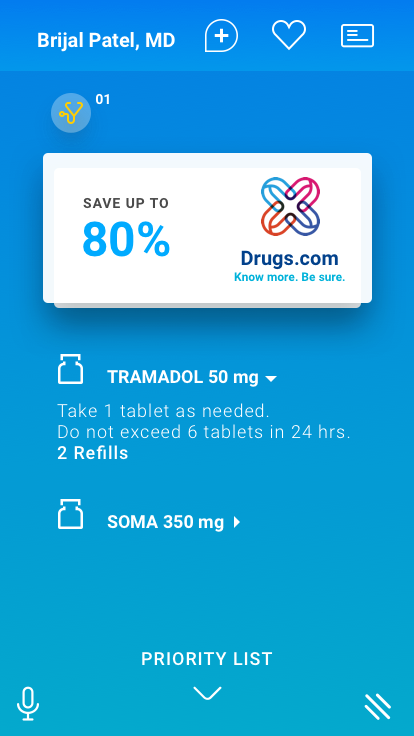 Brijal Patel, MD
01
SAVE UP TO
80%
Drugs.com
Know more. Be sure.
TRAMADOL 50 mg
Take 1 tablet as needed.
Do not exceed 6 tablets in 24 hrs.
2 Refills
SOMA 350 mg
PRIORITY LIST